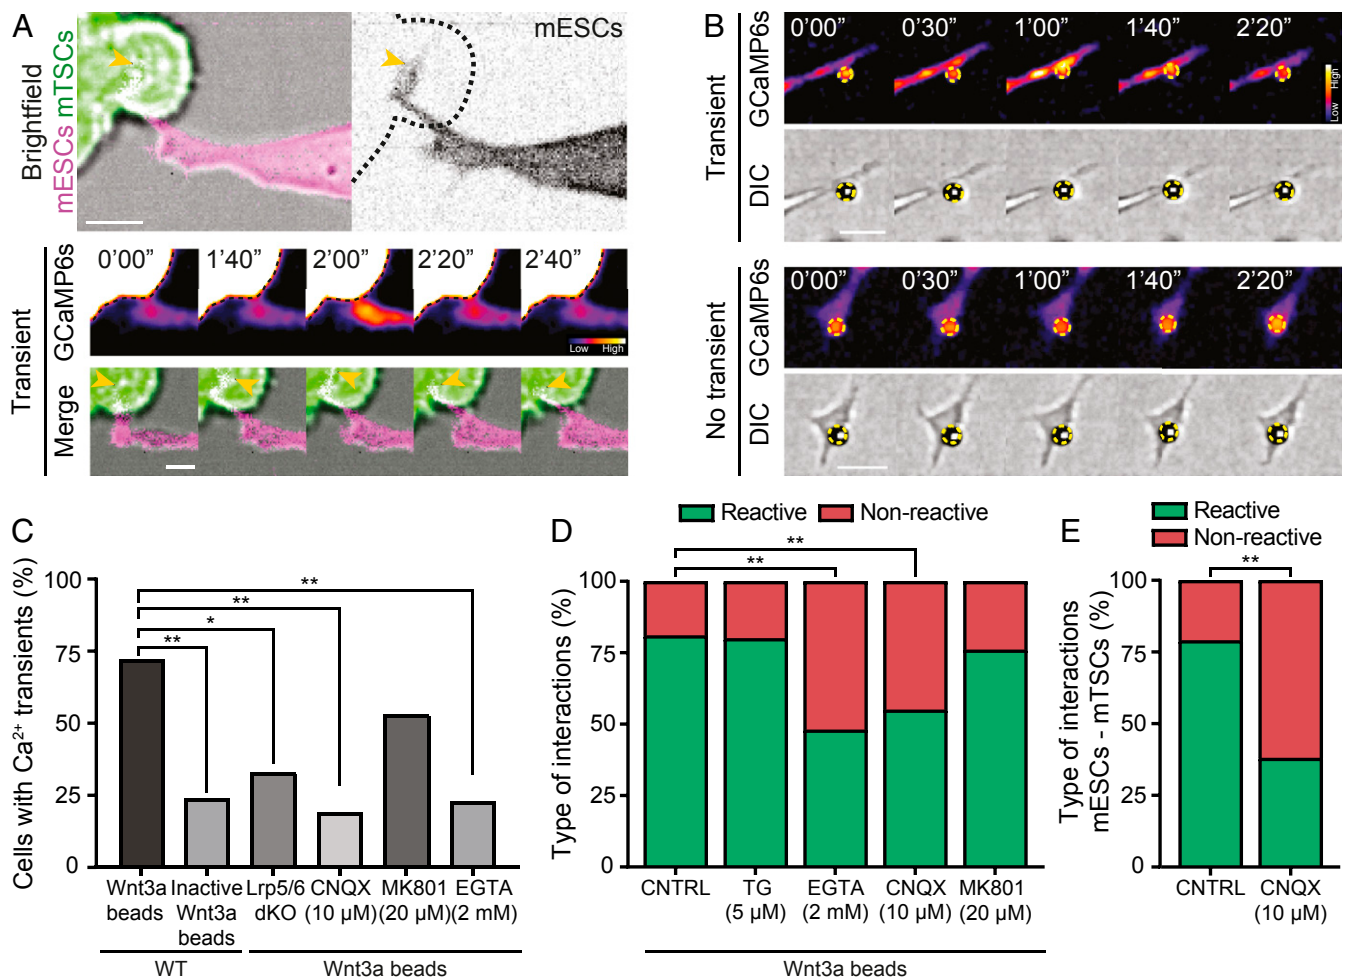 A
Brightfield
mESCs mTSCs
mESCs
Transient
GCaMP6s
0’00”
1’40”
2’00”
2’20”
2’40”
Low High
Merge
B
Transient
GCaMP6s
0’00”
0’30”
1’00”
1’40”
2’20”
Low High
DIC
No transient
GCaMP6s
0’00”
0’30”
1’00”
1’40”
2’20”
DIC
C
Cells with Ca²⁺ transients (%)
100
75
50
25
0
**
**
*
**
Wnt3a beads
Inactive Wnt3a beads
Lrp5/6 dKO
CNQX (10 µM)
MK801 (20 µM)
EGTA (2 mM)
WT
Wnt3a beads
D
Reactive
Non-reactive
Type of interactions (%)
100
75
50
25
0
**
**
CNTRL
TG (5 µM)
EGTA (2 mM)
CNQX (10 µM)
MK801 (20 µM)
Wnt3a beads
E
Reactive
Non-reactive
Type of interactions
mESCs - mTSCs (%)
100
75
50
25
0
**
CNTRL
CNQX (10 µM)